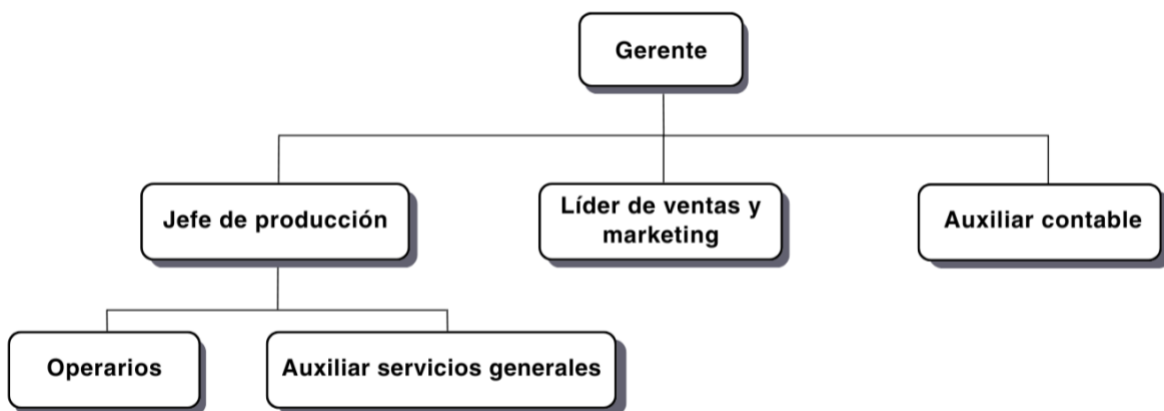 Gerente
Jefe de producción
Líder de ventas y
marketing
Auxiliar contable
Operarios
Auxiliar servicios generales